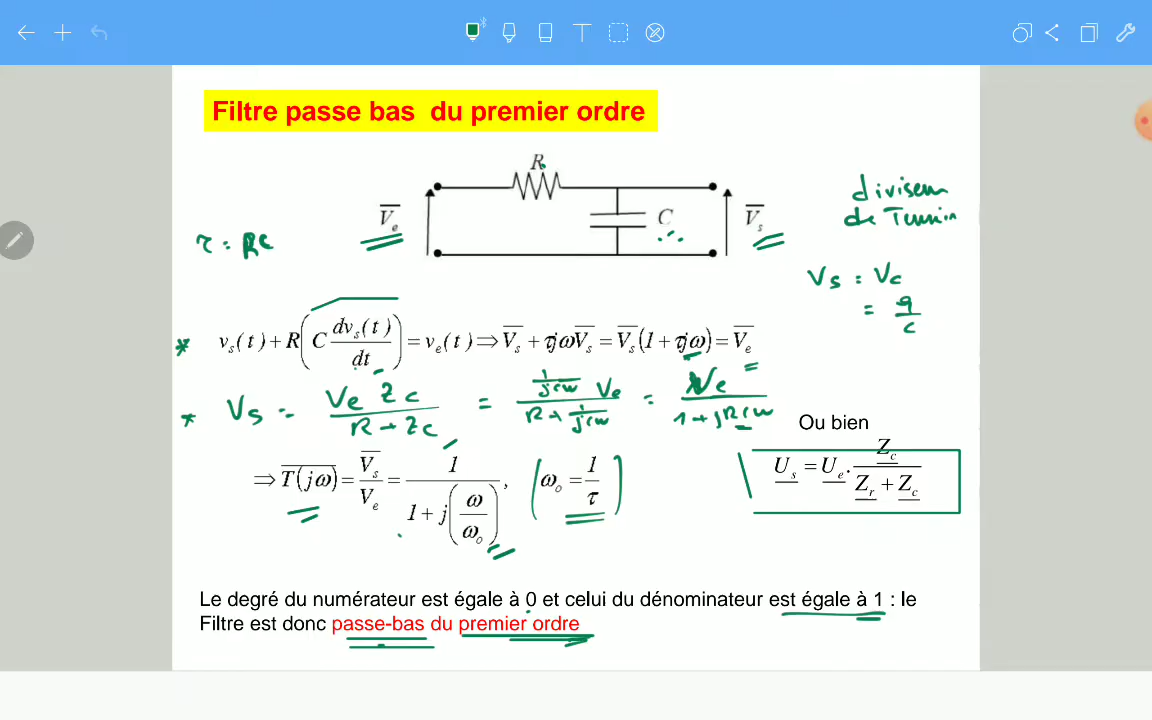 Filtre passe bas du premier ordre
R
V̅e
C
V̅s
diviseur
de Tension
τ = RC
Vs = Vc
= q/c
* vs(t) + R(C dvs(t)/dt) = ve(t) ⇒ V̅s + τjωV̅s = V̅s(1 + τjω) = V̅e
* Vs = Ve Zc / (R + Zc) = (1/jcω) Ve / (R + 1/jcω) = Ve / (1 + jRCω)
Ou bien
Us = Ue . Zc / (Zr + Zc)
⇒ T(jω) = V̅s / V̅e = 1 / (1 + j(ω/ω₀)), (ω₀ = 1/τ)
Le degré du numérateur est égale à 0 et celui du dénominateur est égale à 1 : le
Filtre est donc passe-bas du premier ordre